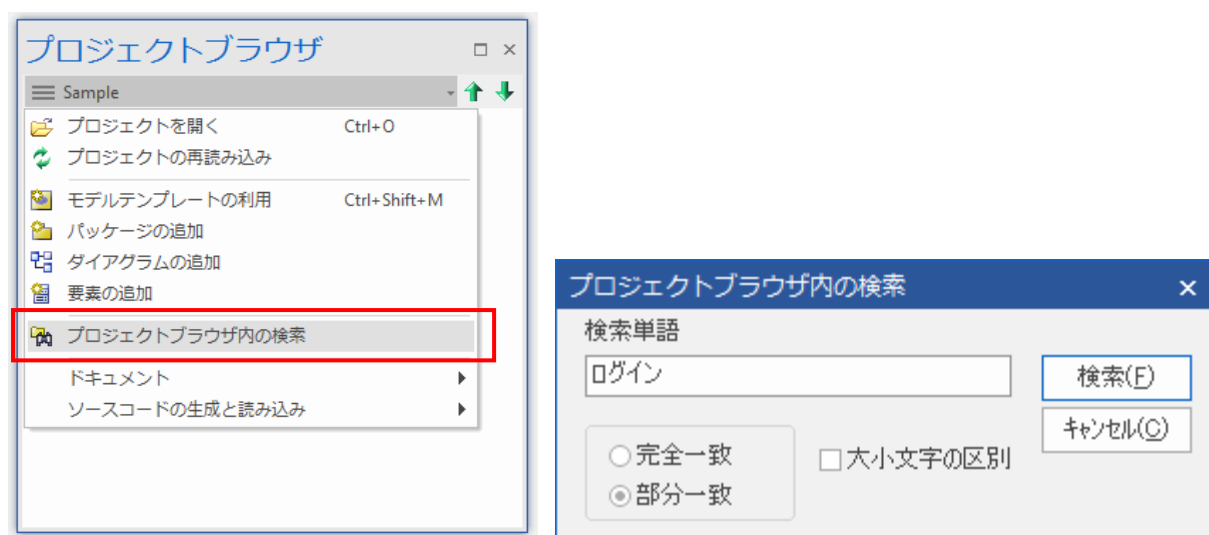 プロジェクトブラウザ
Sample
プロジェクトを開く Ctrl+O
プロジェクトの再読み込み
モデルテンプレートの利用 Ctrl+Shift+M
パッケージの追加
ダイアグラムの追加
要素の追加
プロジェクトブラウザ内の検索
ドキュメント
ソースコードの生成と読み込み
プロジェクトブラウザ内の検索
検索単語
ログイン
検索(F)
キャンセル(C)
完全一致
大小文字の区別
部分一致